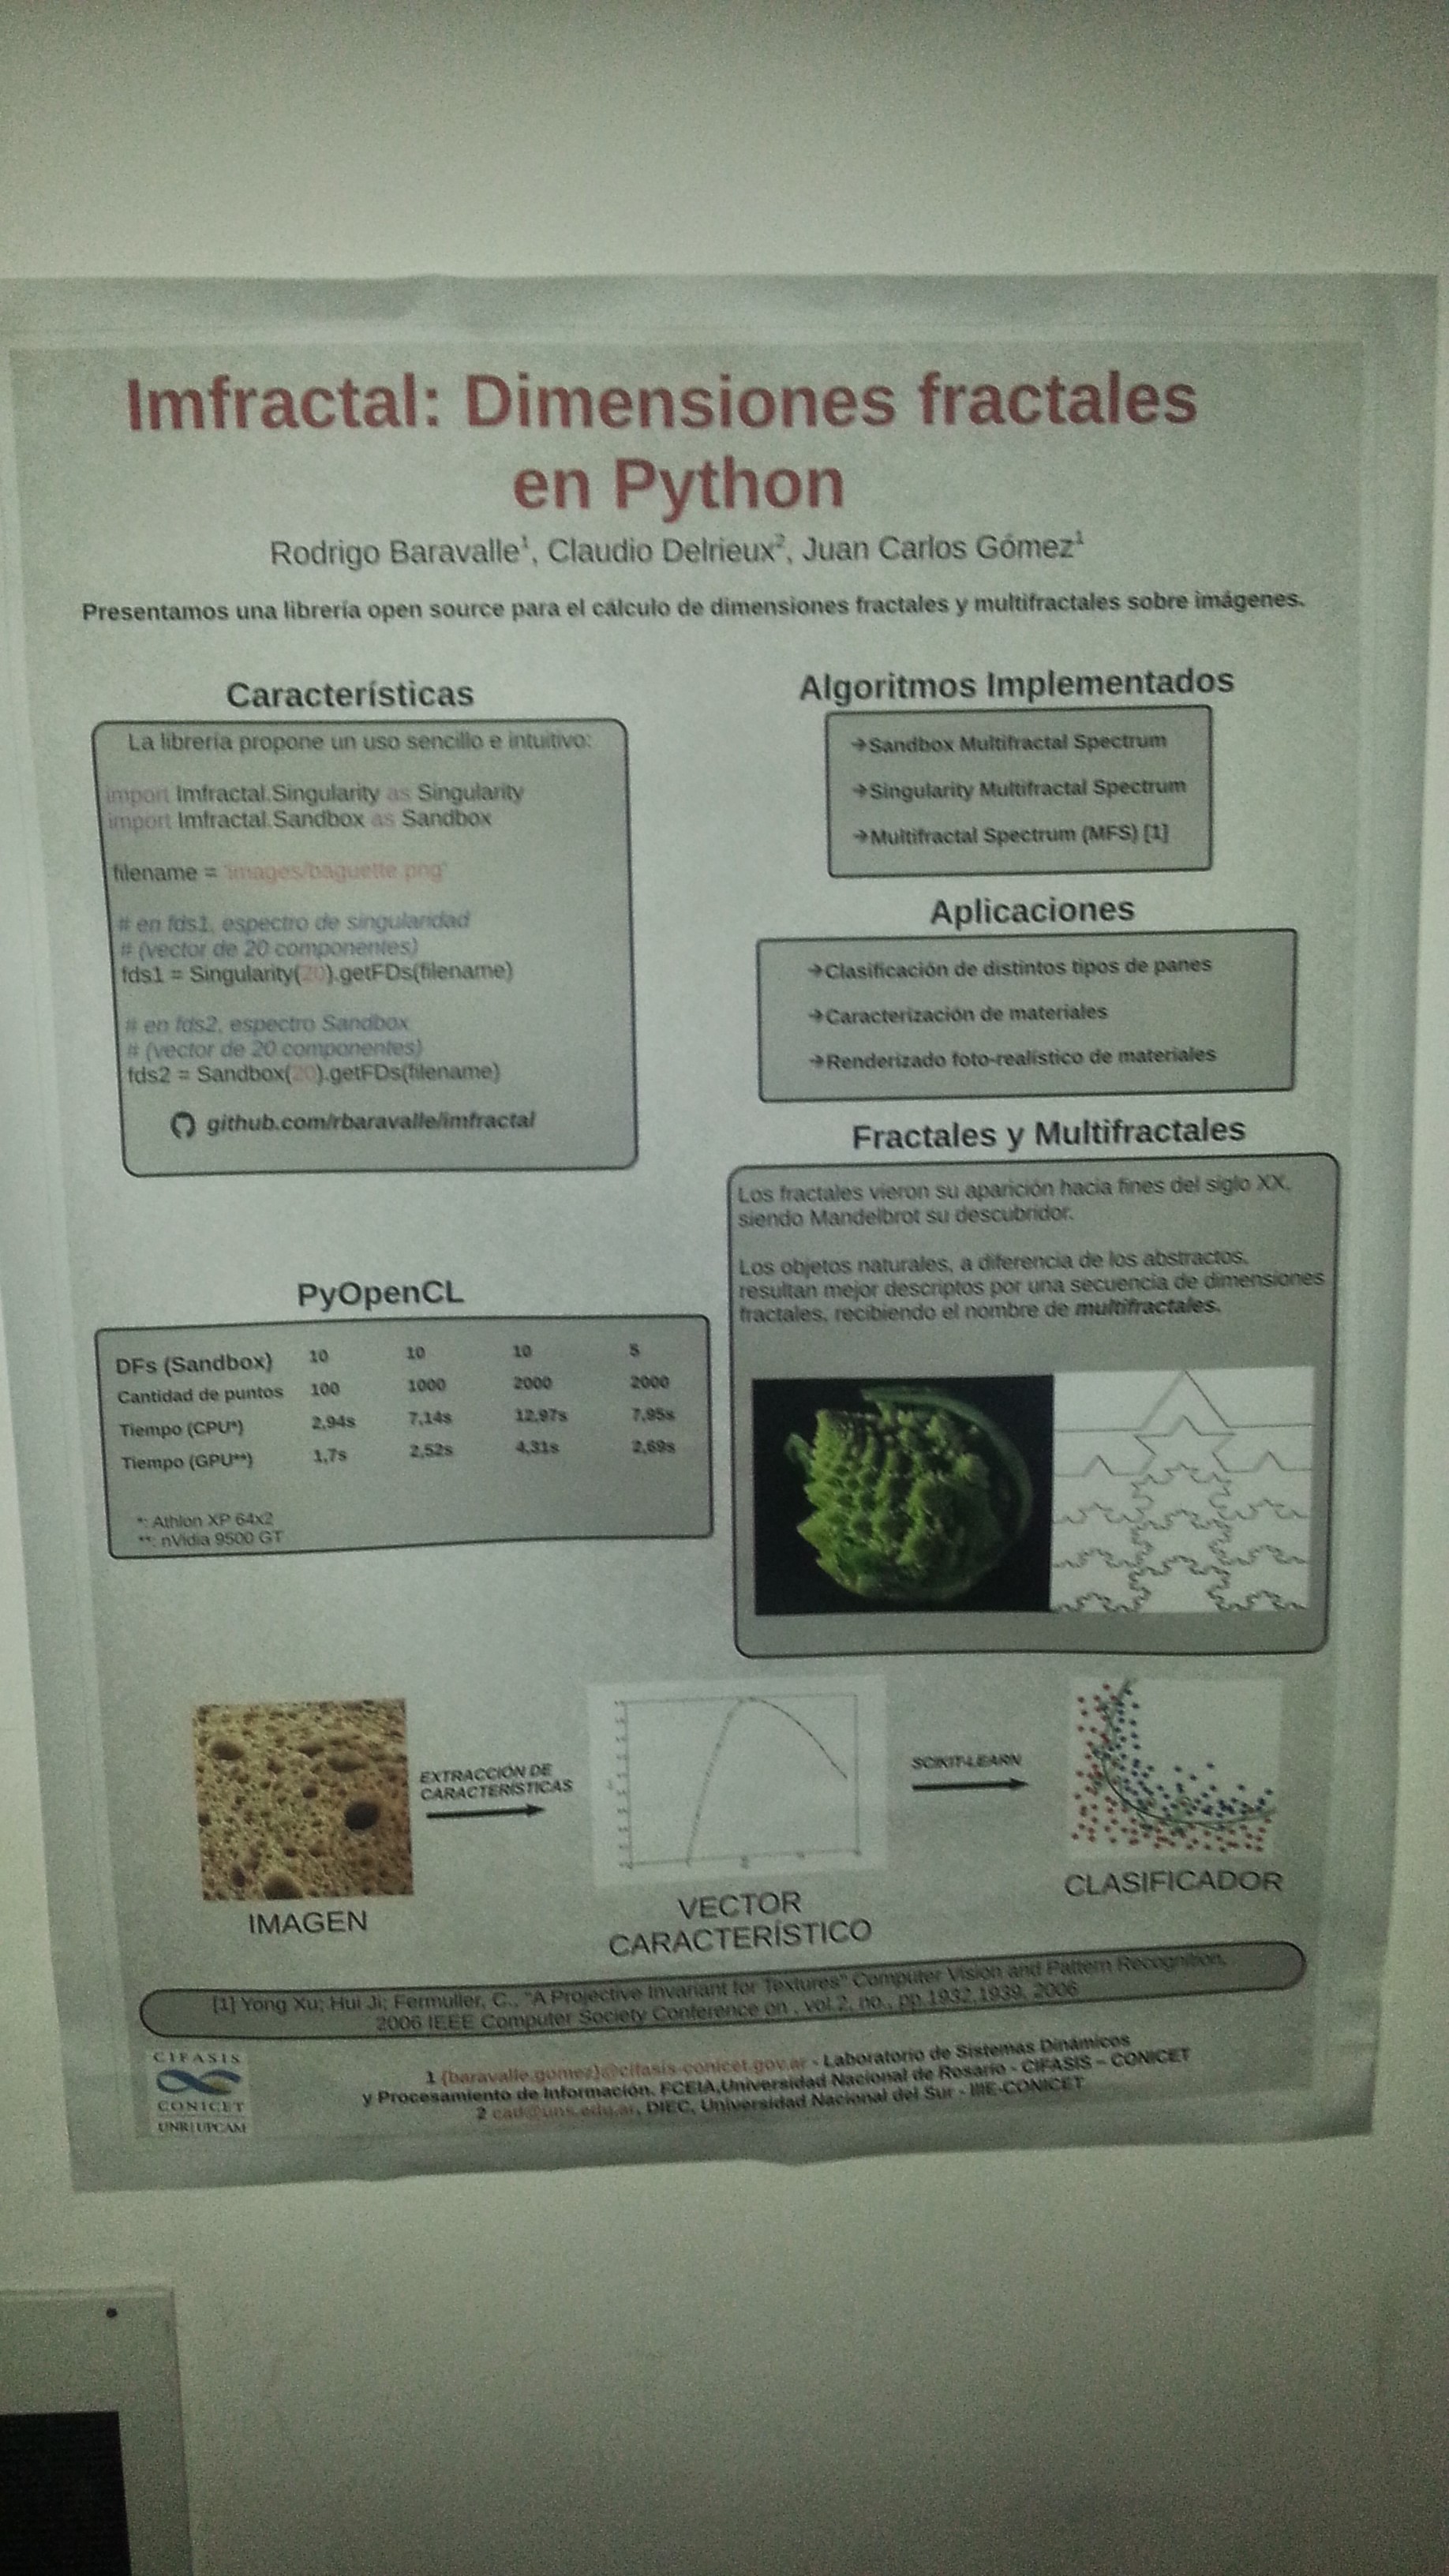 Imfractal: Dimensiones fractales
en Python
Rodrigo Baravalle¹, Claudio Delrieux², Juan Carlos Gómez¹
Presentamos una librería open source para el cálculo de dimensiones fractales y multifractales sobre imágenes.
Características
La librería propone un uso sencillo e intuitivo:
import Imfractal.Singularity as Singularity
import Imfractal.Sandbox as Sandbox
filename = 'images/baguette.png'
# en fds1, espectro de singularidad
# (vector de 20 componentes)
fds1 = Singularity(20).getFDs(filename)
# en fds2, espectro Sandbox
# (vector de 20 componentes)
fds2 = Sandbox(20).getFDs(filename)
github.com/rbaravalle/imfractal
PyOpenCL
DFs (Sandbox) 10 10 10 5
Cantidad de puntos 100 1000 2000 2000
Tiempo (CPU*) 2,94s 7,14s 12,97s 7,95s
Tiempo (GPU**) 1,7s 2,52s 4,31s 2,69s
*: Athlon XP 64x2
**: nVidia 9500 GT
Algoritmos Implementados
→Sandbox Multifractal Spectrum
→Singularity Multifractal Spectrum
→Multifractal Spectrum (MFS) [1]
Aplicaciones
→Clasificación de distintos tipos de panes
→Caracterización de materiales
→Renderizado foto-realístico de materiales
Fractales y Multifractales
Los fractales vieron su aparición hacia fines del siglo XX,
siendo Mandelbrot su descubridor.
Los objetos naturales, a diferencia de los abstractos,
resultan mejor descriptos por una secuencia de dimensiones
fractales, recibiendo el nombre de multifractales.
EXTRACCIÓN DE
CARACTERÍSTICAS
SCIKIT-LEARN
IMAGEN
VECTOR
CARACTERÍSTICO
CLASIFICADOR
[1] Yong Xu; Hui Ji; Fermuller, C., "A Projective Invariant for Textures" Computer Vision and Pattern Recognition,
2006 IEEE Computer Society Conference on , vol.2, no., pp.1932,1939, 2006
CIFASIS
CONICET
UNR|UPCAM
1 {baravalle,gomez}@cifasis-conicet.gov.ar - Laboratorio de Sistemas Dinámicos
y Procesamiento de Información. FCEIA,Universidad Nacional de Rosario - CIFASIS – CONICET
2 cad@uns.edu.ar, DIEC, Universidad Nacional del Sur - IIIE-CONICET